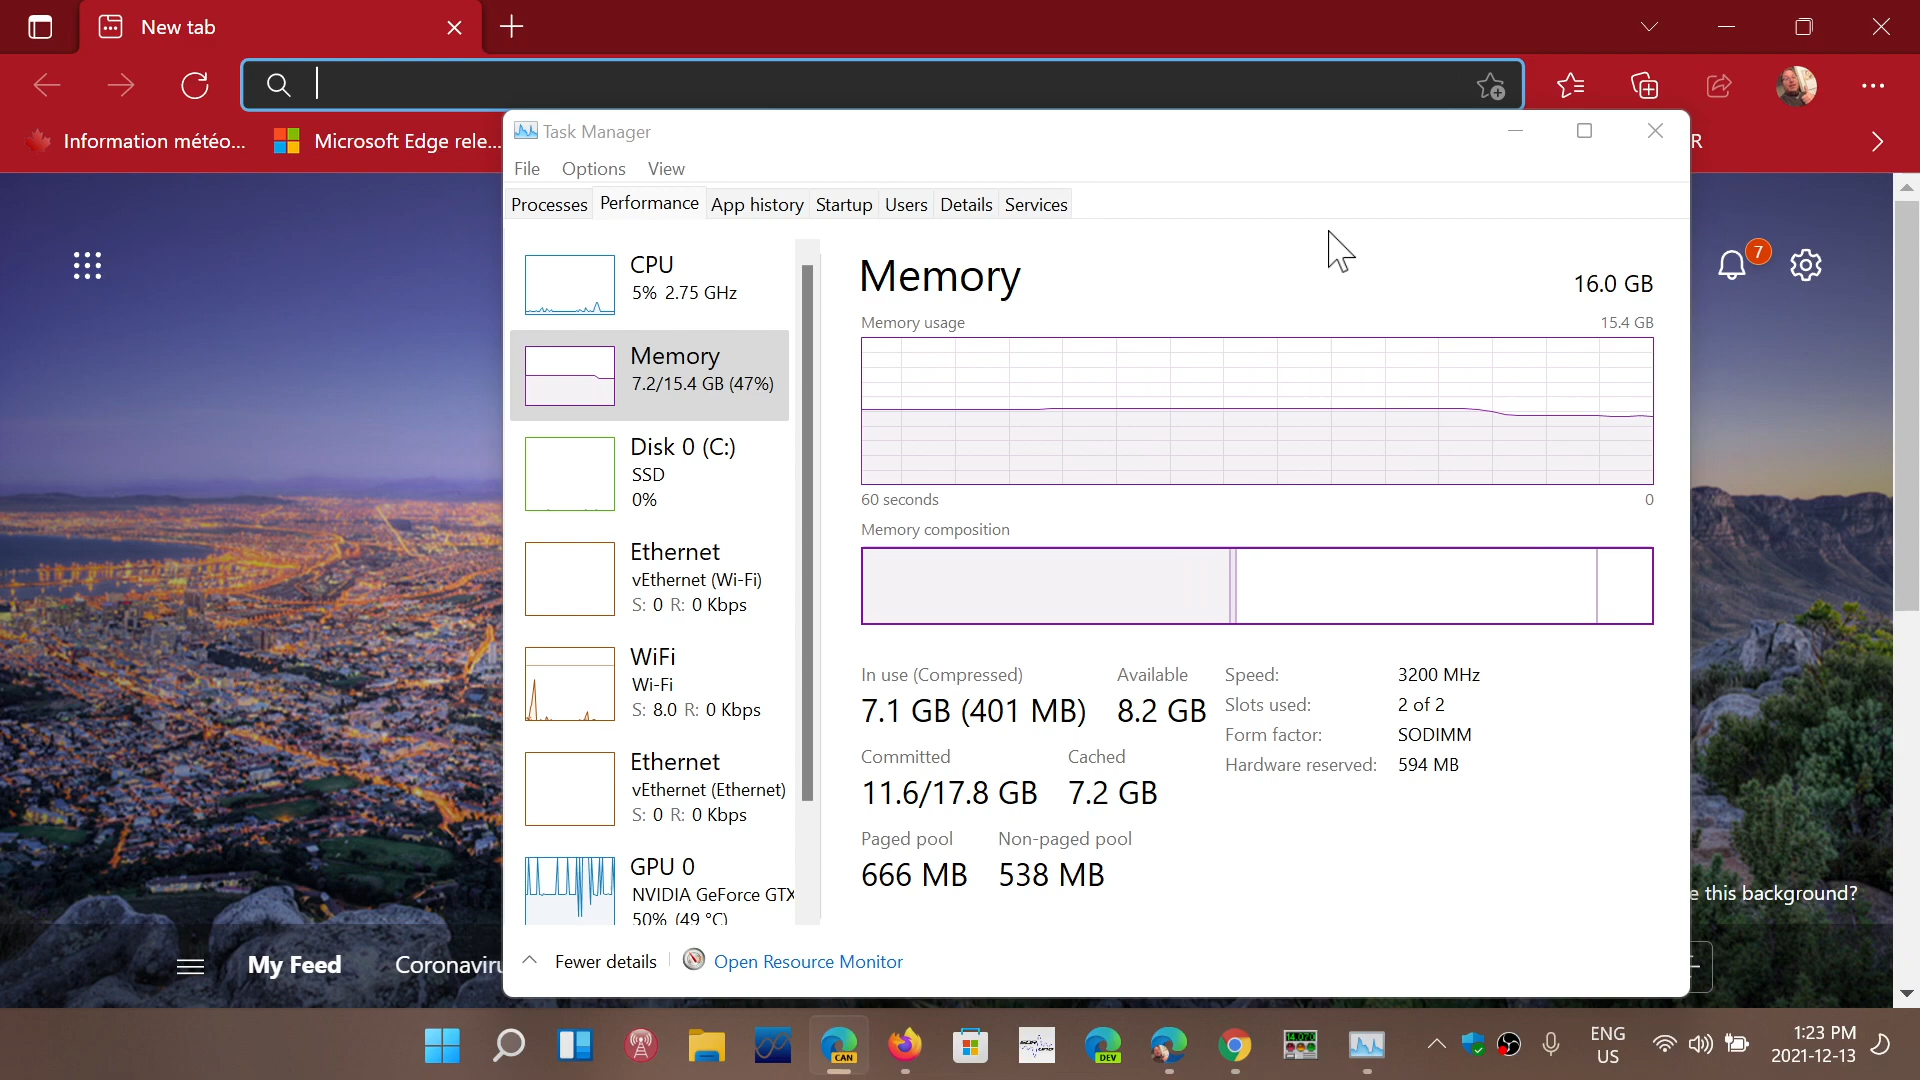 New tab
Information météo...
Microsoft Edge rele...
R
Task Manager
File Options View
Processes Performance App history Startup Users Details Services
CPU
5% 2.75 GHz
Memory
7.2/15.4 GB (47%)
Disk 0 (C:)
SSD
0%
Ethernet
vEthernet (Wi-Fi)
S: 0 R: 0 Kbps
WiFi
Wi-Fi
S: 8.0 R: 0 Kbps
Ethernet
vEthernet (Ethernet)
S: 0 R: 0 Kbps
GPU 0
NVIDIA GeForce GTX
50% (49 °C)
Memory
16.0 GB
Memory usage
15.4 GB
60 seconds
0
Memory composition
In use (Compressed)
7.1 GB (401 MB)
Available
8.2 GB
Committed
11.6/17.8 GB
Cached
7.2 GB
Paged pool
666 MB
Non-paged pool
538 MB
Speed: 3200 MHz
Slots used: 2 of 2
Form factor: SODIMM
Hardware reserved: 594 MB
Fewer details
Open Resource Monitor
7
e this background?
My Feed
Coronaviru
CAN
DEV
14.070
ENG
US
1:23 PM
2021-12-13